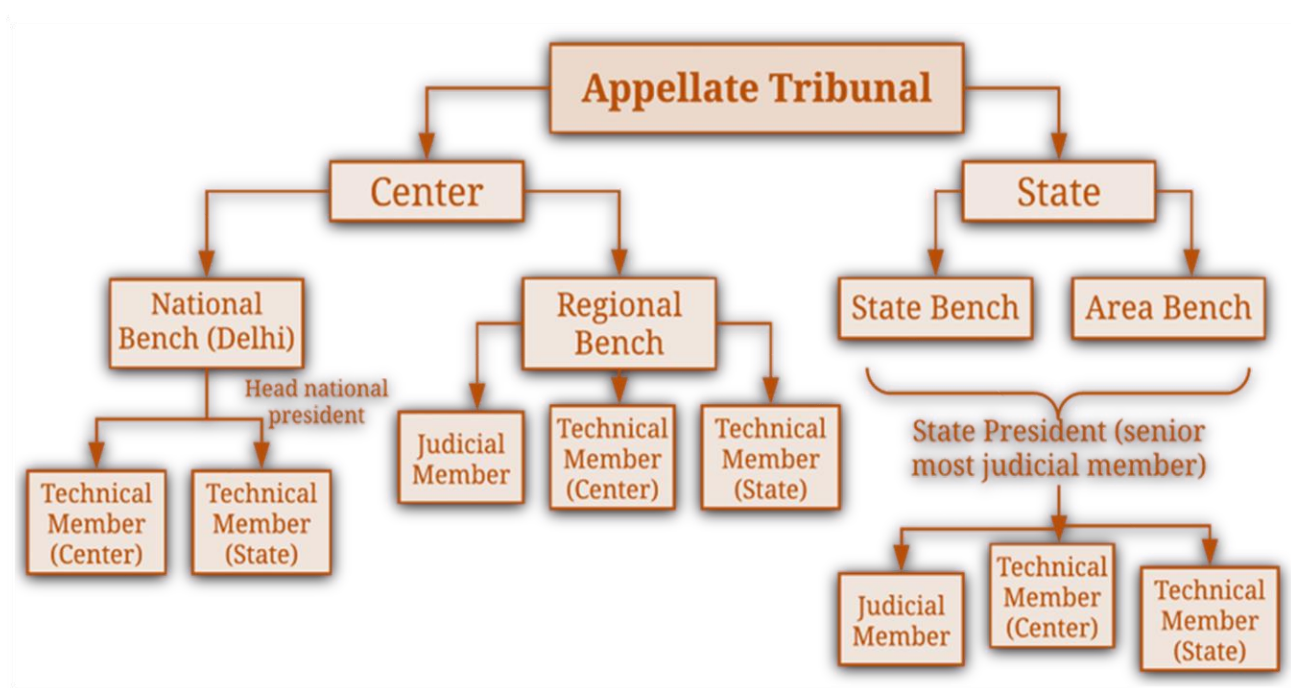 Appellate Tribunal
Center
State
National
Bench (Delhi)
Regional
Bench
State Bench
Area Bench
Head national
president
Technical
Member
(Center)
Technical
Member
(State)
Judicial
Member
Technical
Member
(Center)
Technical
Member
(State)
State President (senior
most judicial member)
Judicial
Member
Technical
Member
(Center)
Technical
Member
(State)